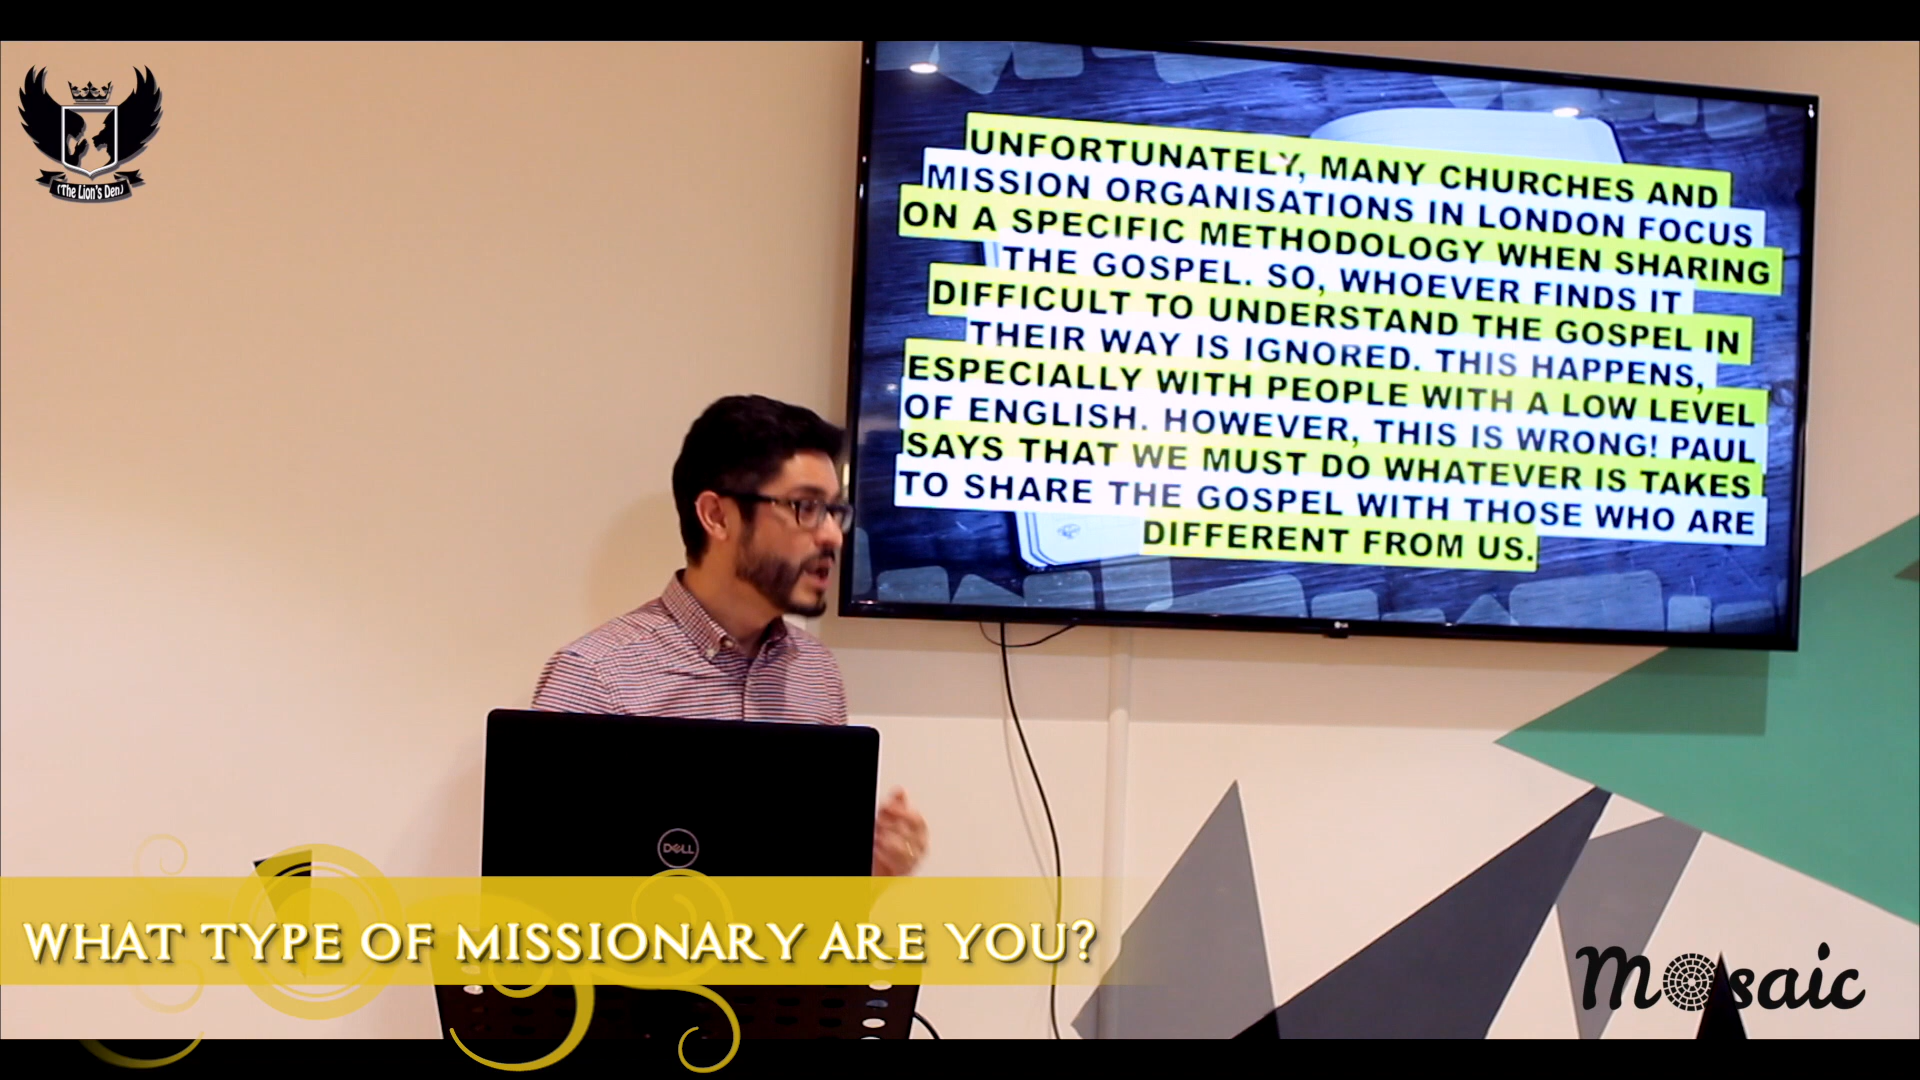 (The Lion's Den)
UNFORTUNATELY, MANY CHURCHES AND
MISSION ORGANISATIONS IN LONDON FOCUS
ON A SPECIFIC METHODOLOGY WHEN SHARING
THE GOSPEL. SO, WHOEVER FINDS IT
DIFFICULT TO UNDERSTAND THE GOSPEL IN
THEIR WAY IS IGNORED. THIS HAPPENS,
ESPECIALLY WITH PEOPLE WITH A LOW LEVEL
OF ENGLISH. HOWEVER, THIS IS WRONG! PAUL
SAYS THAT WE MUST DO WHATEVER IS TAKES
TO SHARE THE GOSPEL WITH THOSE WHO ARE
DIFFERENT FROM US.
LG
DELL
WHAT TYPE OF MISSIONARY ARE YOU?
Mosaic